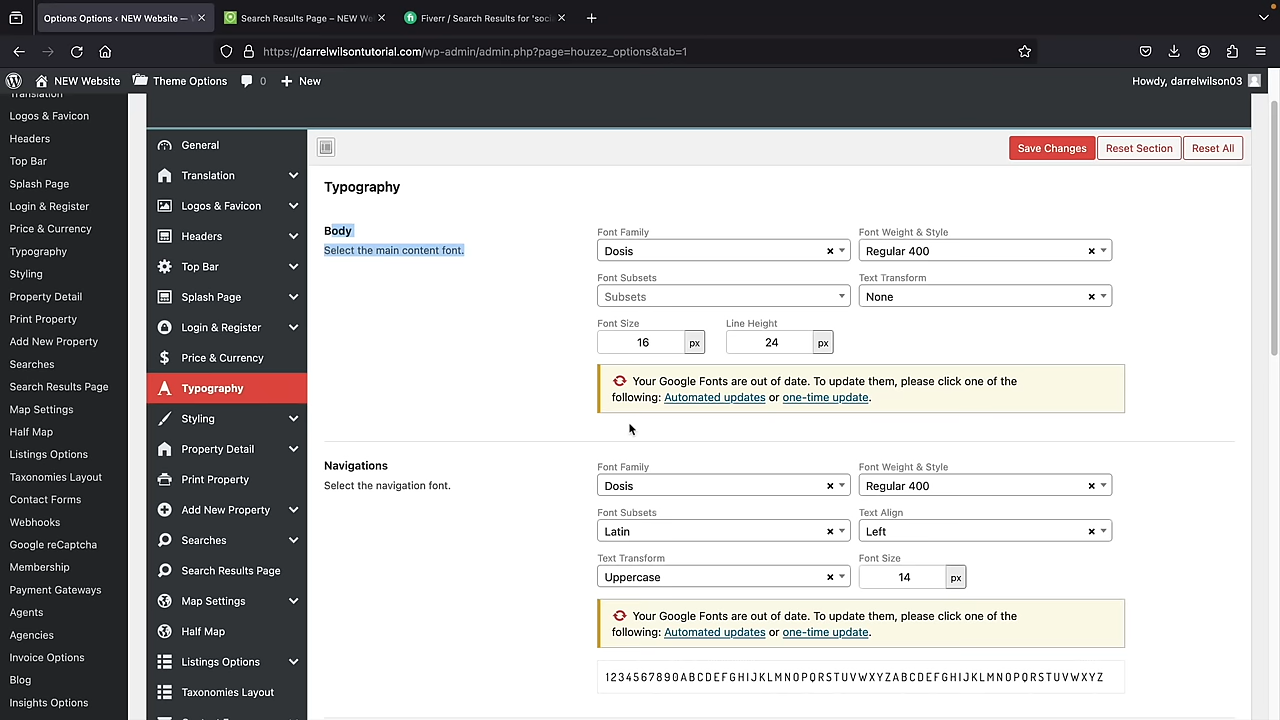 Options Options ‹ NEW Website —
Search Results Page – NEW We
Fiverr / Search Results for 'soci
https://darrelwilsontutorial.com/wp-admin/admin.php?page=houzez_options&tab=1
NEW Website
Theme Options
0
New
Howdy, darrelwilson03
Translation
Logos & Favicon
Headers
Top Bar
Splash Page
Login & Register
Price & Currency
Typography
Styling
Property Detail
Print Property
Add New Property
Searches
Search Results Page
Map Settings
Half Map
Listings Options
Taxonomies Layout
Contact Forms
Webhooks
Google reCaptcha
Membership
Payment Gateways
Agents
Agencies
Invoice Options
Blog
Insights Options
General
Translation
Logos & Favicon
Headers
Top Bar
Splash Page
Login & Register
Price & Currency
Typography
Styling
Property Detail
Print Property
Add New Property
Searches
Search Results Page
Map Settings
Half Map
Listings Options
Taxonomies Layout
Save Changes
Reset Section
Reset All
Typography
Body
Select the main content font.
Font Family
Font Weight & Style
Dosis
Regular 400
Font Subsets
Text Transform
Subsets
None
Font Size
Line Height
16 px
24 px
Your Google Fonts are out of date. To update them, please click one of the
following: Automated updates or one-time update.
Navigations
Select the navigation font.
Font Family
Font Weight & Style
Dosis
Regular 400
Font Subsets
Text Align
Latin
Left
Text Transform
Font Size
Uppercase
14 px
Your Google Fonts are out of date. To update them, please click one of the
following: Automated updates or one-time update.
1234567890ABCDEFGHIJKLMNOPQRSTUVWXYZABCDEFGHIJKLMNOPQRSTUVWXYZ